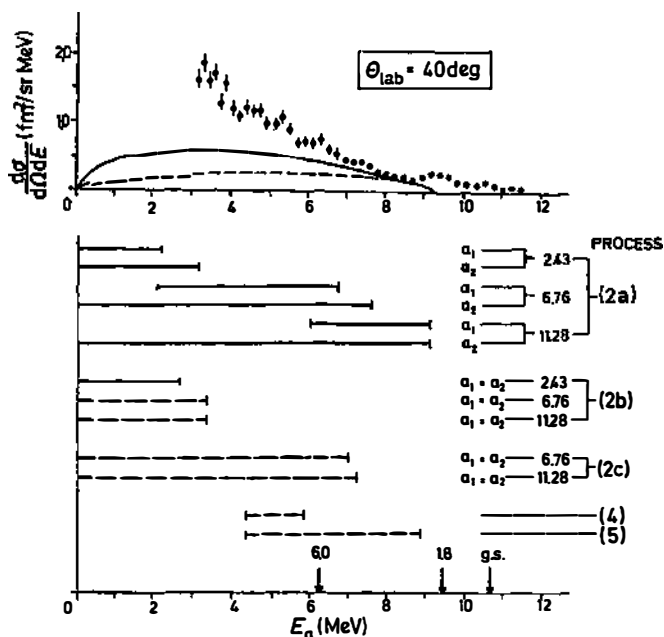 dσ/dΩdE (fm²/sr MeV)
20
10
0
Θlab = 40deg
0 2 4 6 8 10 12
PROCESS
a₁
a₂
2.43
a₁
a₂
6.76
(2a)
a₁
a₂
11.28
a₁ = a₂ 2.43
a₁ = a₂ 6.76 (2b)
a₁ = a₂ 11.28
a₁ = a₂ 6.76 (2c)
a₁ = a₂ 11.28
(4)
(5)
6.0 1.8 g.s.
0 2 4 6 8 10 12
Eα (MeV)